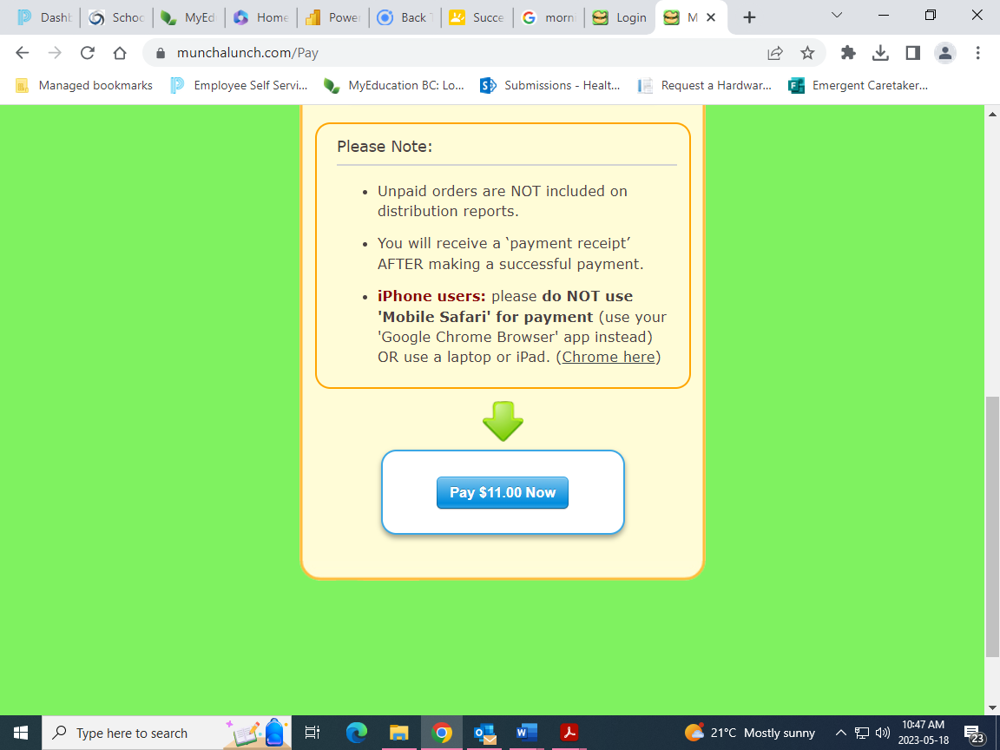 Dashb
Schoo
MyEd
Home
Power
Back T
Succe
morni
Login
M
munchalunch.com/Pay
Managed bookmarks
Employee Self Servi...
MyEducation BC: Lo...
Submissions - Healt...
Request a Hardwar...
Emergent Caretaker...
Please Note:
• Unpaid orders are NOT included on
distribution reports.
• You will receive a ‘payment receipt’
AFTER making a successful payment.
• iPhone users: please do NOT use
'Mobile Safari' for payment (use your
'Google Chrome Browser' app instead)
OR use a laptop or iPad. (Chrome here)
Pay $11.00 Now
Type here to search
21°C Mostly sunny
10:47 AM
2023-05-18
23